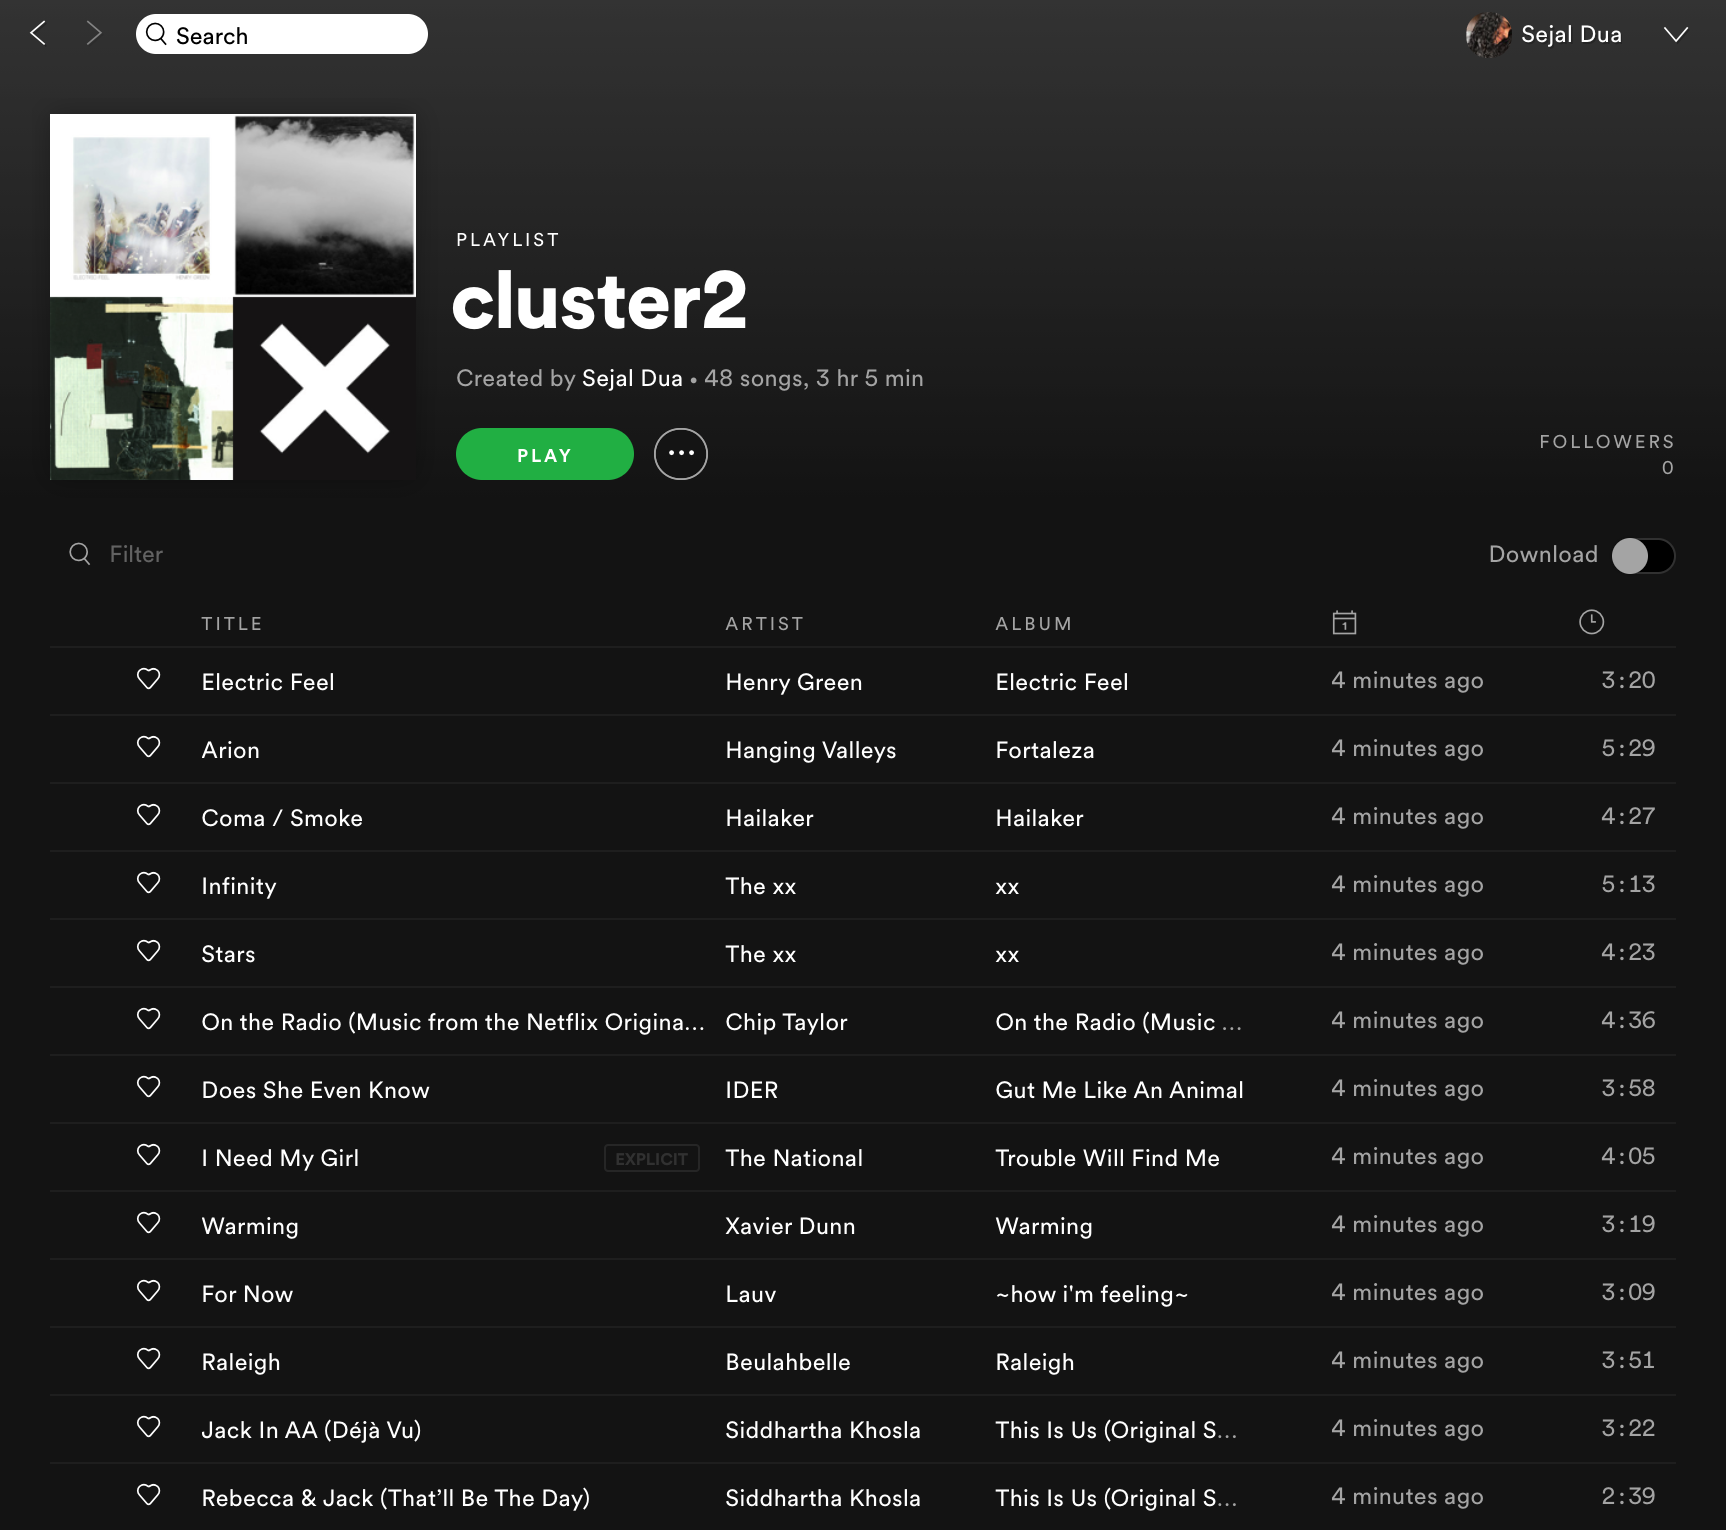 Search
Sejal Dua
PLAYLIST
cluster2
Created by Sejal Dua • 48 songs, 3 hr 5 min
PLAY
FOLLOWERS
0
Filter
Download
TITLE ARTIST ALBUM
Electric Feel Henry Green Electric Feel 4 minutes ago 3:20
Arion Hanging Valleys Fortaleza 4 minutes ago 5:29
Coma / Smoke Hailaker Hailaker 4 minutes ago 4:27
Infinity The xx xx 4 minutes ago 5:13
Stars The xx xx 4 minutes ago 4:23
On the Radio (Music from the Netflix Origina... Chip Taylor On the Radio (Music ... 4 minutes ago 4:36
Does She Even Know IDER Gut Me Like An Animal 4 minutes ago 3:58
I Need My Girl EXPLICIT The National Trouble Will Find Me 4 minutes ago 4:05
Warming Xavier Dunn Warming 4 minutes ago 3:19
For Now Lauv ~how i'm feeling~ 4 minutes ago 3:09
Raleigh Beulahbelle Raleigh 4 minutes ago 3:51
Jack In AA (Déjà Vu) Siddhartha Khosla This Is Us (Original S... 4 minutes ago 3:22
Rebecca & Jack (That’ll Be The Day) Siddhartha Khosla This Is Us (Original S... 4 minutes ago 2:39